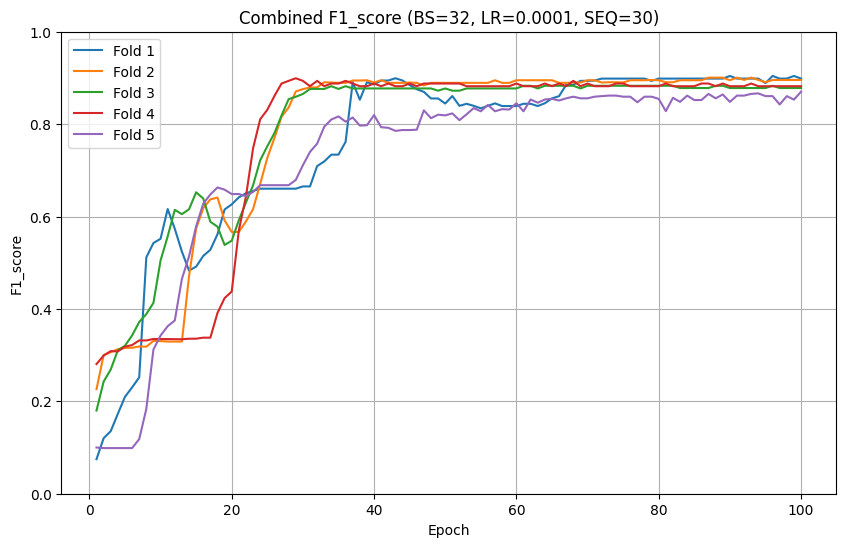 Combined F1_score (BS=32, LR=0.0001, SEQ=30)
Fold 1
Fold 2
Fold 3
Fold 4
Fold 5
F1_score
1.0
0.8
0.6
0.4
0.2
0.0
0
20
40
60
80
100
Epoch